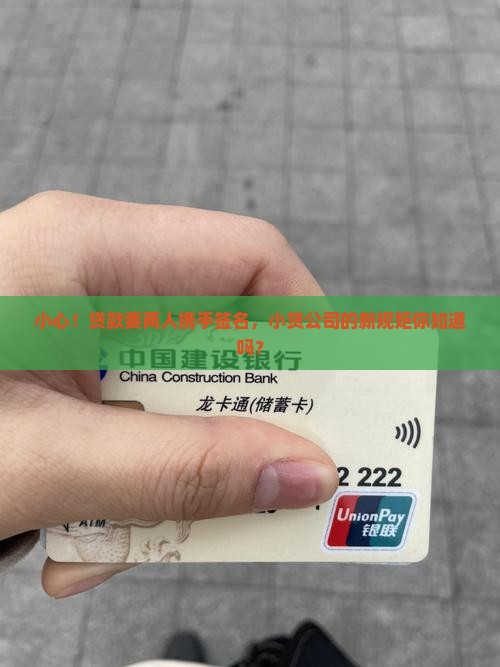 小心！贷款要两人携手签名，小贷公司的新规矩你知道
吗？
中国建设银行
China Construction Bank
龙卡通(储蓄卡)
2 222
ATM
UnionPay
银联